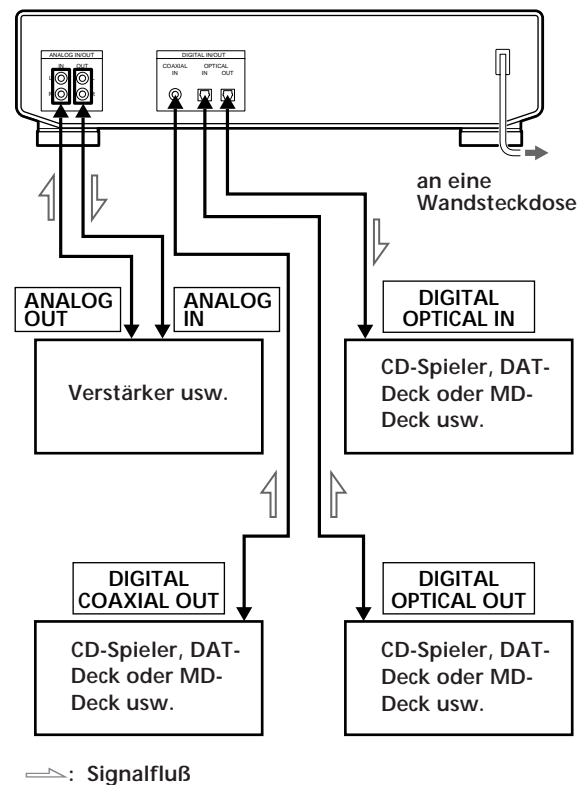 ANALOG IN/OUT
IN OUT
L L
R R
DIGITAL IN/OUT
COAXIAL OPTICAL
IN IN OUT
an eine
Wandsteckdose
ANALOG
OUT
ANALOG
IN
DIGITAL
OPTICAL IN
Verstärker usw.
CD-Spieler, DAT-
Deck oder MD-
Deck usw.
DIGITAL
COAXIAL OUT
DIGITAL
OPTICAL OUT
CD-Spieler, DAT-
Deck oder MD-
Deck usw.
CD-Spieler, DAT-
Deck oder MD-
Deck usw.
: Signalfluß